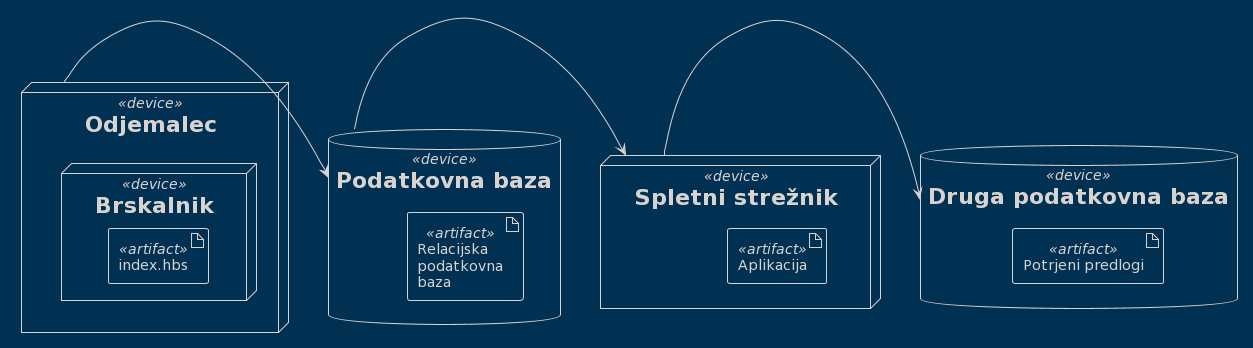 «device»
Odjemalec
«device»
Brskalnik
«artifact»
index.hbs
«device»
Podatkovna baza
«artifact»
Relacijska
podatkovna
baza
«device»
Spletni strežnik
«artifact»
Aplikacija
«device»
Druga podatkovna baza
«artifact»
Potrjeni predlogi